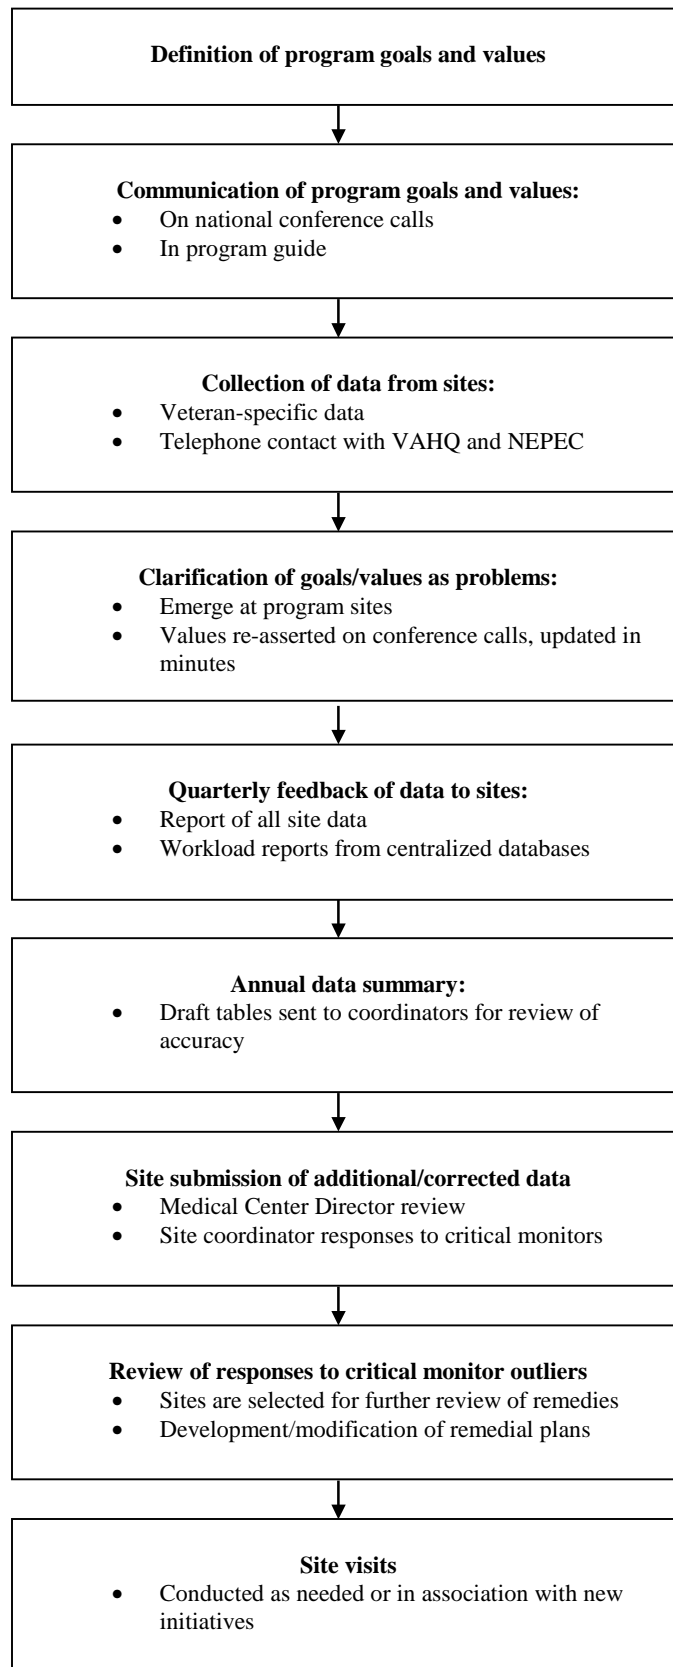 Definition of program goals and values
Communication of program goals and values:
• On national conference calls
• In program guide
Collection of data from sites:
• Veteran-specific data
• Telephone contact with VAHQ and NEPEC
Clarification of goals/values as problems:
• Emerge at program sites
• Values re-asserted on conference calls, updated in
minutes
Quarterly feedback of data to sites:
• Report of all site data
• Workload reports from centralized databases
Annual data summary:
• Draft tables sent to coordinators for review of
accuracy
Site submission of additional/corrected data
• Medical Center Director review
• Site coordinator responses to critical monitors
Review of responses to critical monitor outliers
• Sites are selected for further review of remedies
• Development/modification of remedial plans
Site visits
• Conducted as needed or in association with new
initiatives